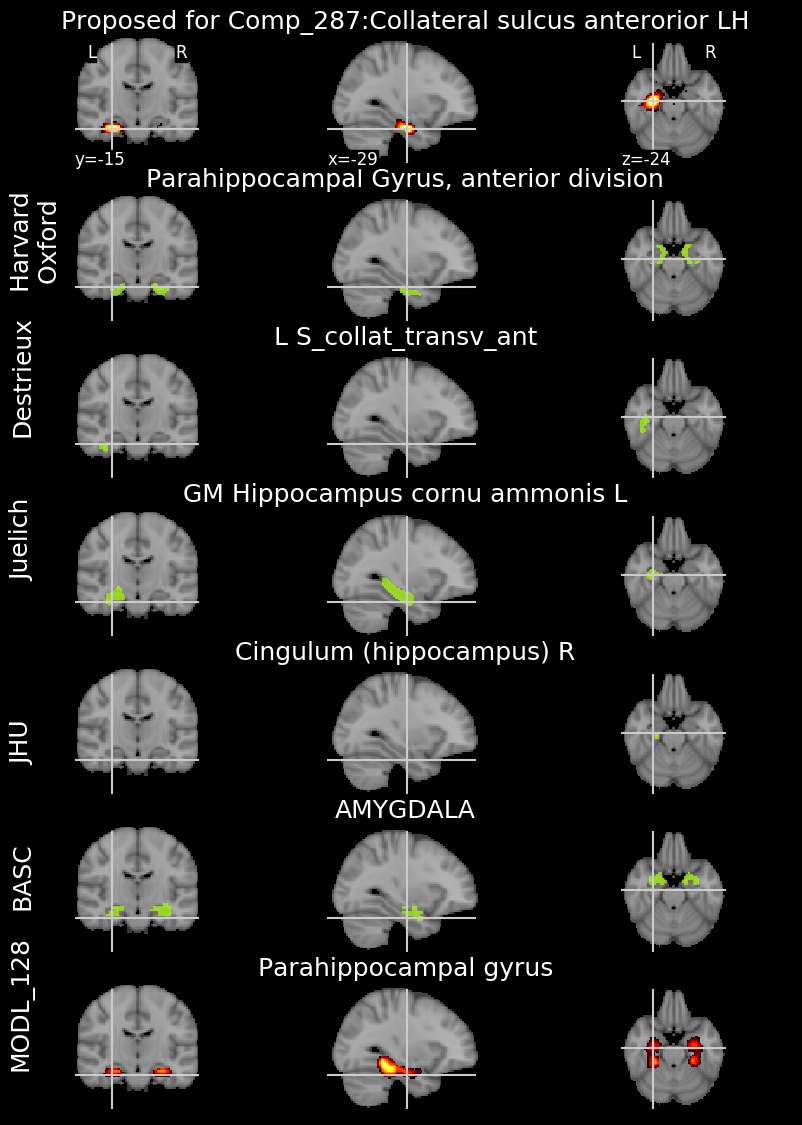 Proposed for Comp_287:Collateral sulcus anterorior LH
L R
L R
y=-15
x=-29
z=-24
Parahippocampal Gyrus, anterior division
Harvard
Oxford
L S_collat_transv_ant
Destrieux
GM Hippocampus cornu ammonis L
Juelich
Cingulum (hippocampus) R
JHU
AMYGDALA
BASC
Parahippocampal gyrus
MODL_128